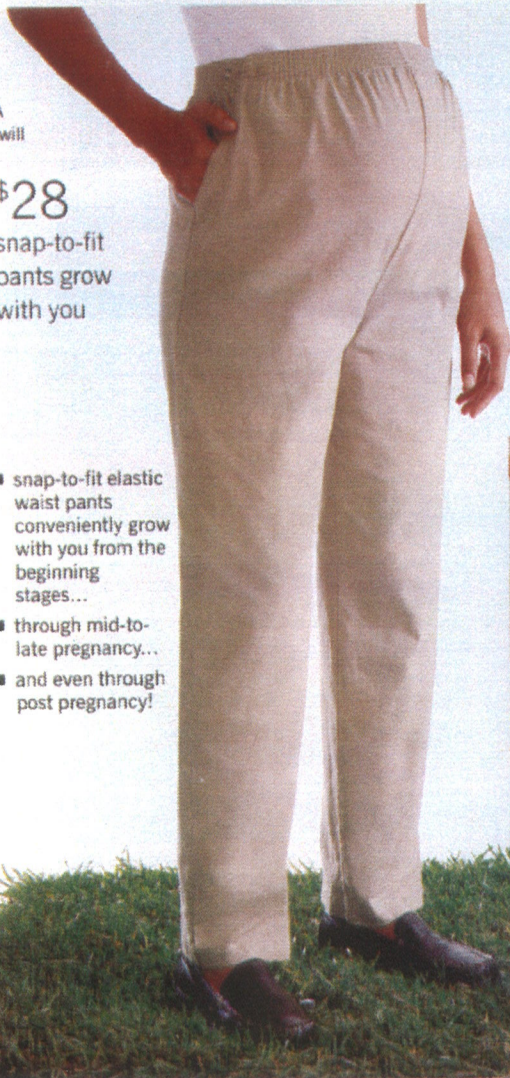 will
$28
snap-to-fit
pants grow
with you
snap-to-fit elastic
waist pants
conveniently grow
with you from the
beginning
stages...
through mid-to-
late pregnancy...
and even through
post pregnancy!